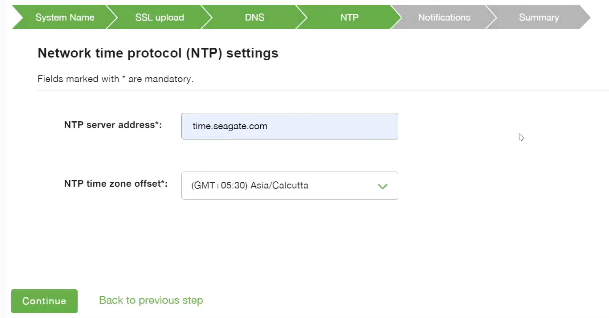 System Name SSL upload DNS NTP Notifications Summary
Network time protocol (NTP) settings
Fields marked with * are mandatory.
NTP server address*: time.seagate.com
NTP time zone offset*: (GMT+05:30) Asia/Calcutta
Continue Back to previous step